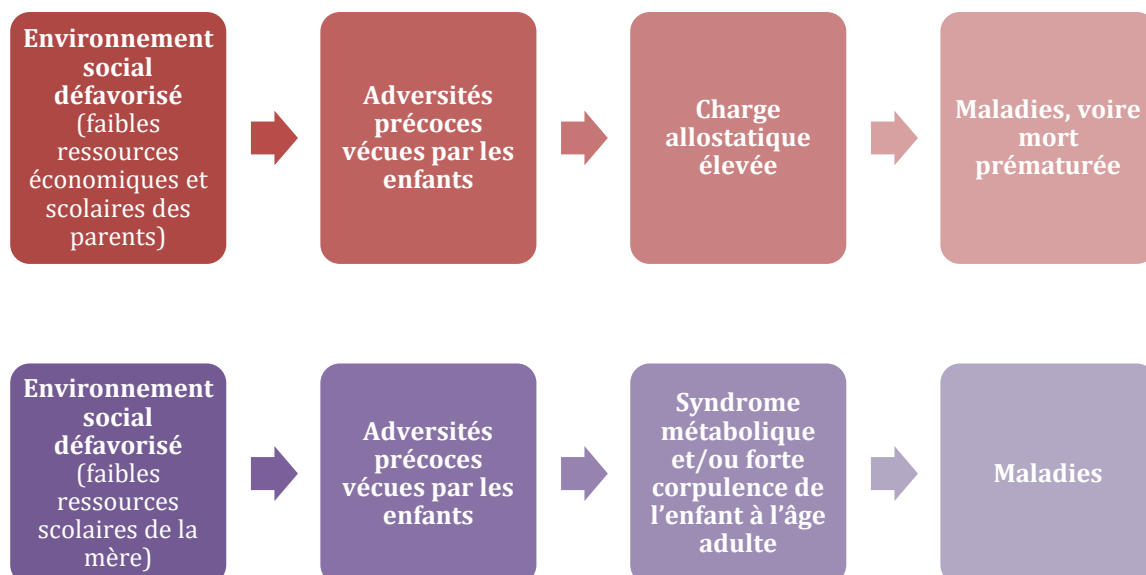 Environnement
social
défavorisé
(faibles
ressources
économiques et
scolaires des
parents)
Adversités
précoces
vécues par les
enfants
Charge
allostatique
élevée
Maladies, voire
mort
prématurée
Environnement
social
défavorisé
(faibles
ressources
scolaires de la
mère)
Adversités
précoces
vécues par les
enfants
Syndrome
métabolique
et/ou forte
corpulence de
l’enfant à l’âge
adulte
Maladies